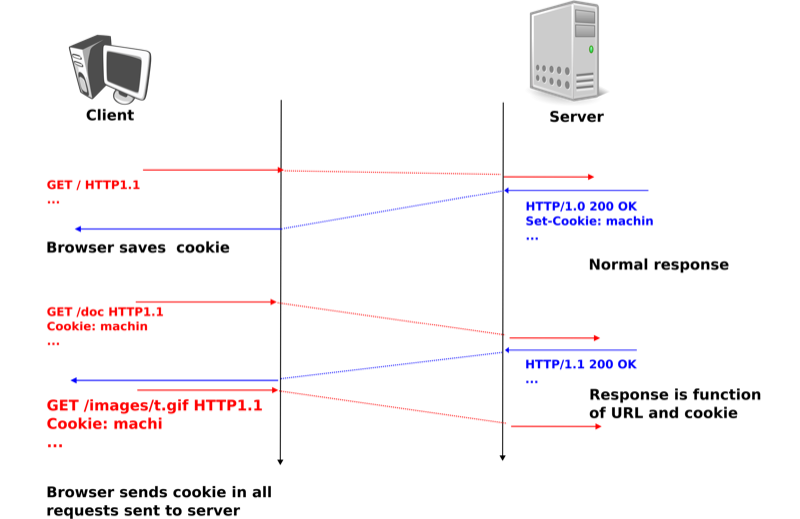 Client
Server
GET / HTTP1.1
...
HTTP/1.0 200 OK
Set-Cookie: machin
...
Browser saves  cookie
Normal response
GET /doc HTTP1.1
Cookie: machin
...
HTTP/1.1 200 OK
...
Response is function
of URL and cookie
GET /images/t.gif HTTP1.1
Cookie: machi
...
Browser sends cookie in all
requests sent to server